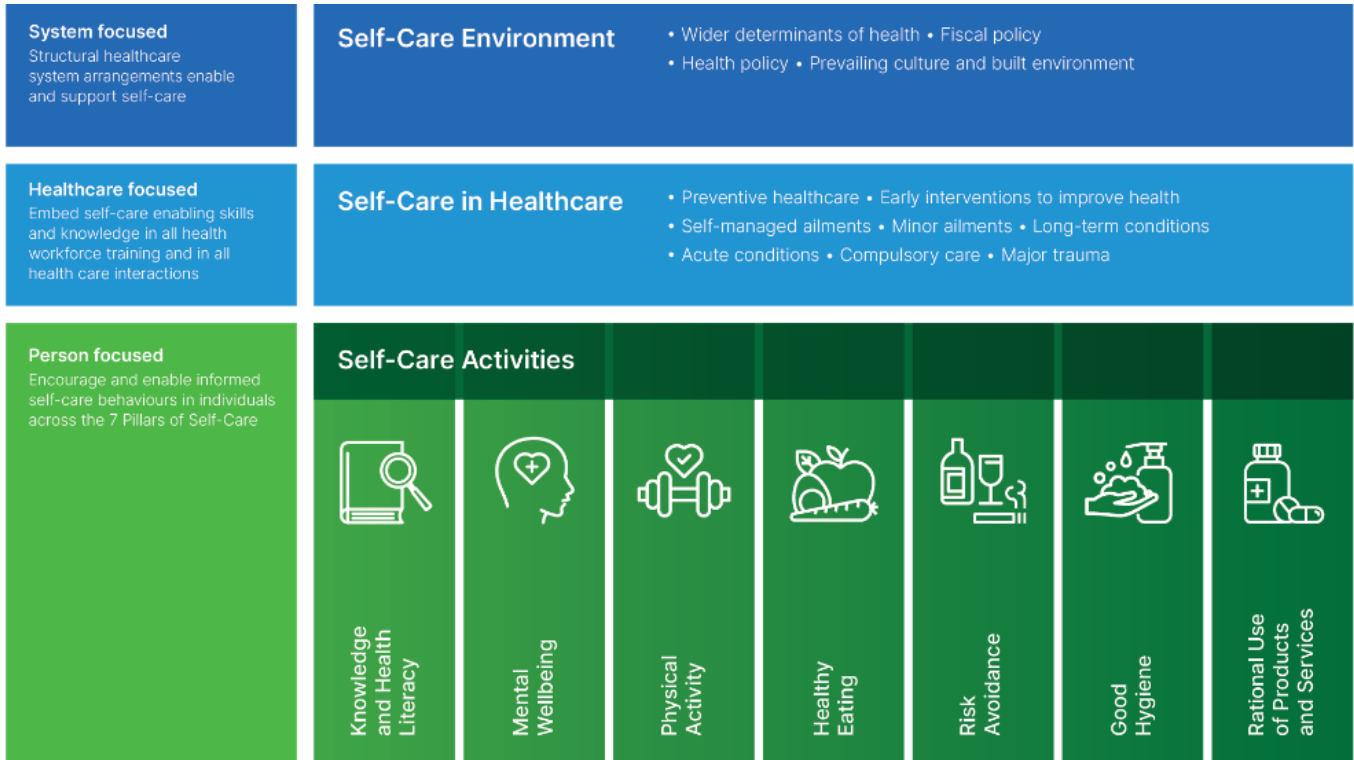 System focused
Structural healthcare
system arrangements enable
and support self-care
Self-Care Environment
• Wider determinants of health • Fiscal policy
• Health policy • Prevailing culture and built environment
Healthcare focused
Embed self-care enabling skills
and knowledge in all health
workforce training and in all
health care interactions
Self-Care in Healthcare
• Preventive healthcare • Early interventions to improve health
• Self-managed ailments • Minor ailments • Long-term conditions
• Acute conditions • Compulsory care • Major trauma
Person focused
Encourage and enable informed
self-care behaviours in individuals
across the 7 Pillars of Self-Care
Self-Care Activities
Knowledge
and Health
Literacy
Mental
Wellbeing
Physical
Activity
Healthy
Eating
Risk
Avoidance
Good
Hygiene
Rational Use
of Products
and Services